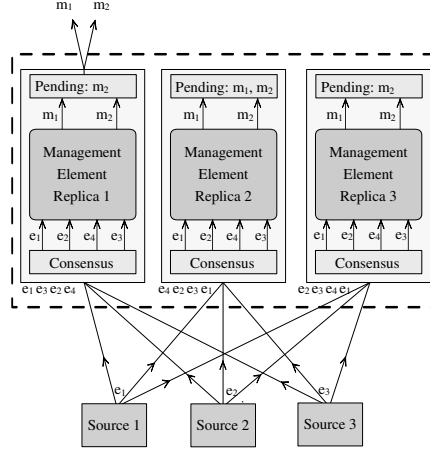 m1 m2
Pending: m2 Pending: m1, m2 Pending: m2
m1 m2 m1 m2 m1 m2
Management Management Management
Element Element Element
Replica 1 Replica 2 Replica 3
e1 e2 e4 e3 e1 e2 e4 e3 e1 e2 e4 e3
Consensus Consensus Consensus
e1 e3 e2 e4 e4 e2 e3 e1 e2 e3 e4 e1
e1 e2 e3
Source 1 Source 2 Source 3